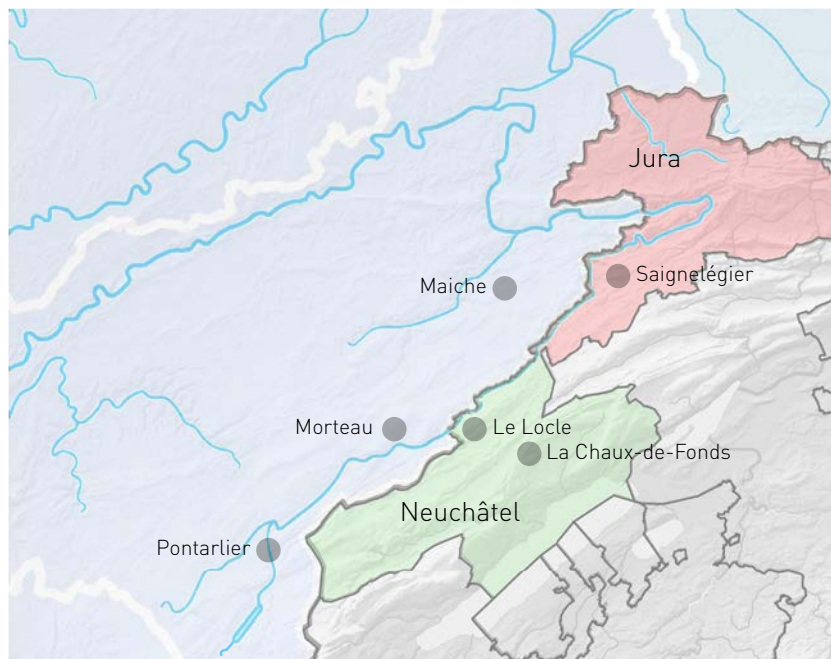 Jura
Saignelégier
Maiche
Morteau
Le Locle
La Chaux-de-Fonds
Neuchâtel
Pontarlier